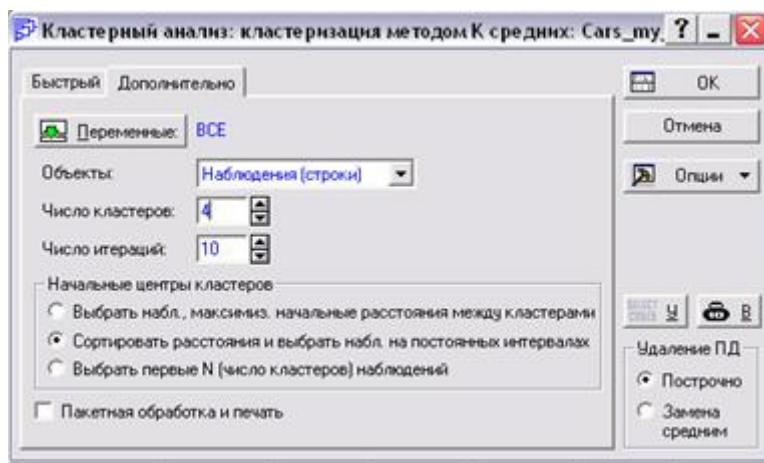 Кластерный анализ: кластеризация методом K средних: Cars_my_
Быстрый
Дополнительно
ОК
Отмена
Опции
Переменные:
ВСЕ
Объекты:
Наблюдения (строки)
Число кластеров:
4
Число итераций:
10
Начальные центры кластеров
Выбрать набл., максимиз. начальные расстояния между кластерами
Сортировать расстояния и выбрать набл. на постоянных интервалах
Выбрать первые N (число кластеров) наблюдений
Пакетная обработка и печать
У
В
Удаление ПД
Построчно
Замена
средним